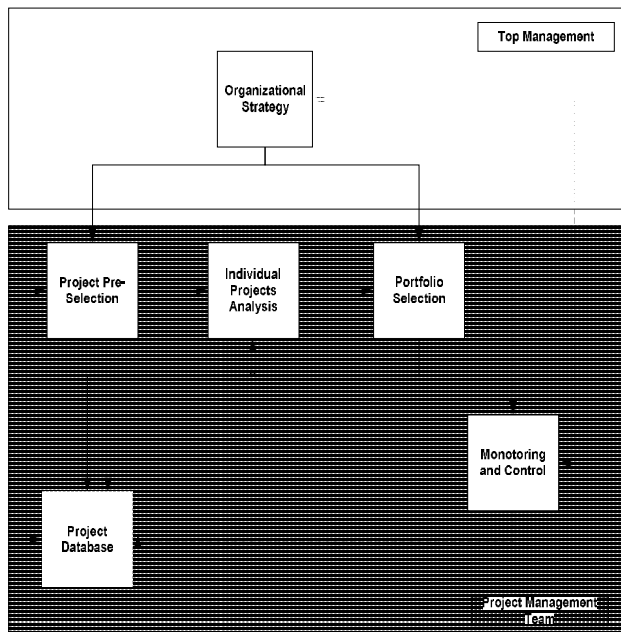 Top Management
Organizational
Strategy
Project Pre-
Selection
Individual
Projects
Analysis
Portfolio
Selection
Monotoring
and Control
Project
Database
Project Management
Team